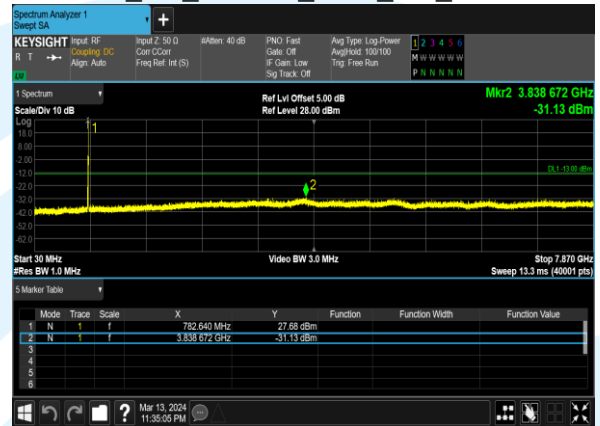 Spectrum Analyzer 1
Swept SA
KEYSIGHT Input: RF Input Z: 50 Ω #Atten: 40 dB PNO: Fast Avg Type: Log-Power 1 2 3 4 5 6
R T Coupling: DC Corr CCorr Gate: Off Avg|Hold: 100/100 M W W W W W
Align: Auto Freq Ref: Int (S) IF Gain: Low Trig: Free Run
LXI Sig Track: Off P N N N N N
1 Spectrum Ref Lvl Offset 5.00 dB Mkr2 3.838 672 GHz
Scale/Div 10 dB Ref Level 28.00 dBm -31.13 dBm
Log
18.0
8.00
-2.00
-12.0
-22.0
-32.0
-42.0
-52.0
-62.0
1
DL1 -13.00 dBm
2
Start 30 MHz Video BW 3.0 MHz Stop 7.870 GHz
#Res BW 1.0 MHz Sweep 13.3 ms (40001 pts)
5 Marker Table
Mode Trace Scale X Y Function Function Width Function Value
1 N 1 f 782.640 MHz 27.68 dBm
2 N 1 f 3.838 672 GHz -31.13 dBm
3
4
5
6
? Mar 13, 2024
11:35:05 PM